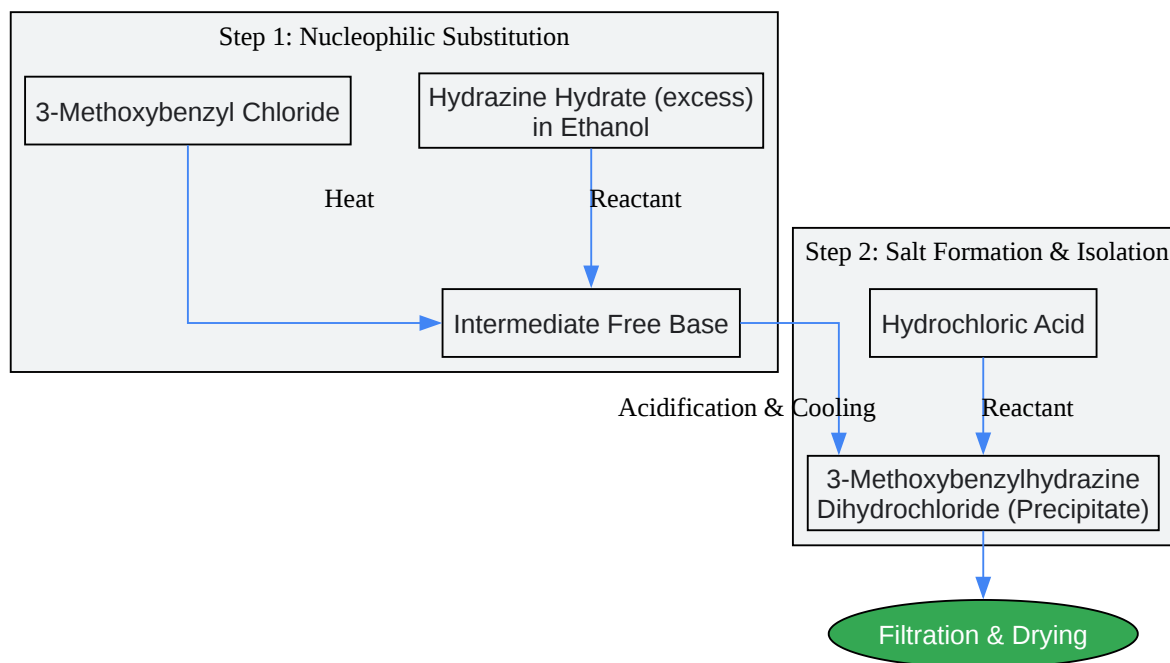 Step 1: Nucleophilic Substitution
3-Methoxybenzyl Chloride
Hydrazine Hydrate (excess)
in Ethanol
Heat
Reactant
Intermediate Free Base
Step 2: Salt Formation & Isolation
Hydrochloric Acid
Acidification & Cooling
Reactant
3-Methoxybenzylhydrazine
Dihydrochloride (Precipitate)
Filtration & Drying